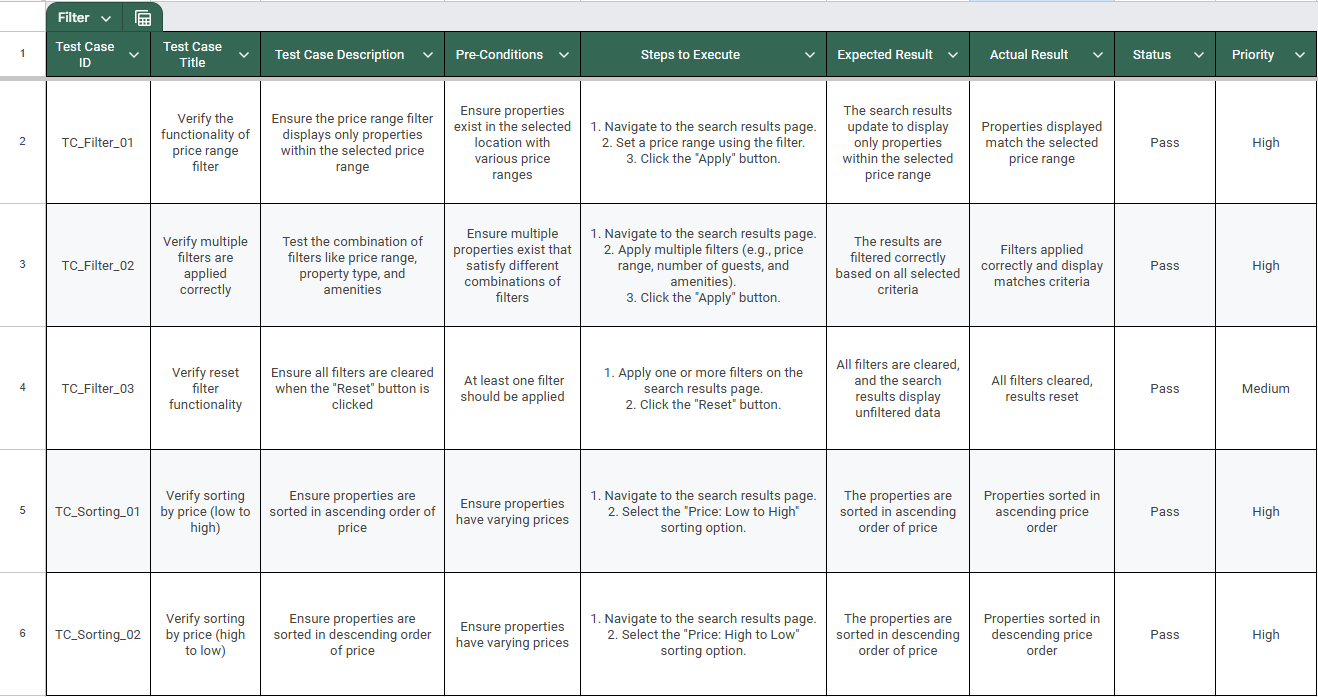 Filter
1
Test Case
ID
Test Case
Title
Test Case Description
Pre-Conditions
Steps to Execute
Expected Result
Actual Result
Status
Priority
2
TC_Filter_01
Verify the
functionality of
price range
filter
Ensure the price range filter
displays only properties
within the selected price
range
Ensure properties
exist in the selected
location with
various price
ranges
1. Navigate to the search results page.
2. Set a price range using the filter.
3. Click the "Apply" button.
The search results
update to display
only properties
within the selected
price range
Properties displayed
match the selected
price range
Pass
High
3
TC_Filter_02
Verify multiple
filters are
applied
correctly
Test the combination of
filters like price range,
property type, and
amenities
Ensure multiple
properties exist that
satisfy different
combinations of
filters
1. Navigate to the search results page.
2. Apply multiple filters (e.g., price
range, number of guests, and
amenities).
3. Click the "Apply" button.
The results are
filtered correctly
based on all selected
criteria
Filters applied
correctly and display
matches criteria
Pass
High
4
TC_Filter_03
Verify reset
filter
functionality
Ensure all filters are cleared
when the "Reset" button is
clicked
At least one filter
should be applied
1. Apply one or more filters on the
search results page.
2. Click the "Reset" button.
All filters are cleared,
and the search
results display
unfiltered data
All filters cleared,
results reset
Pass
Medium
5
TC_Sorting_01
Verify sorting
by price (low to
high)
Ensure properties are
sorted in ascending order of
price
Ensure properties
have varying prices
1. Navigate to the search results page.
2. Select the "Price: Low to High"
sorting option.
The properties are
sorted in ascending
order of price
Properties sorted in
ascending price
order
Pass
High
6
TC_Sorting_02
Verify sorting
by price (high
to low)
Ensure properties are
sorted in descending order
of price
Ensure properties
have varying prices
1. Navigate to the search results page.
2. Select the "Price: High to Low"
sorting option.
The properties are
sorted in descending
order of price
Properties sorted in
descending price
order
Pass
High